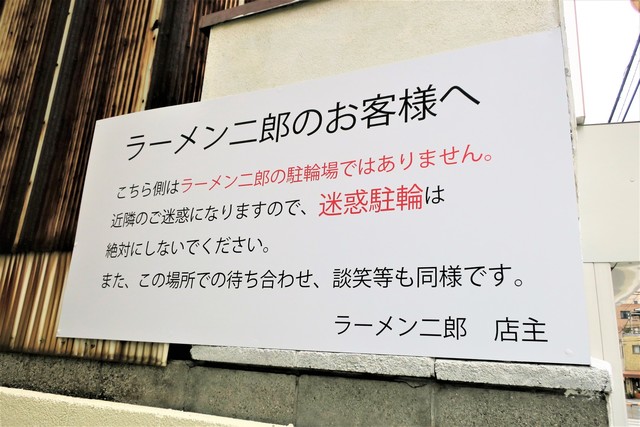 ラーメン二郎のお客様へ
こちら側はラーメン二郎の駐輪場ではありません。
近隣のご迷惑になりますので、迷惑駐輪は
絶対にしないでください。
また、この場所での待ち合わせ、談笑等も同様です。
ラーメン二郎　店主